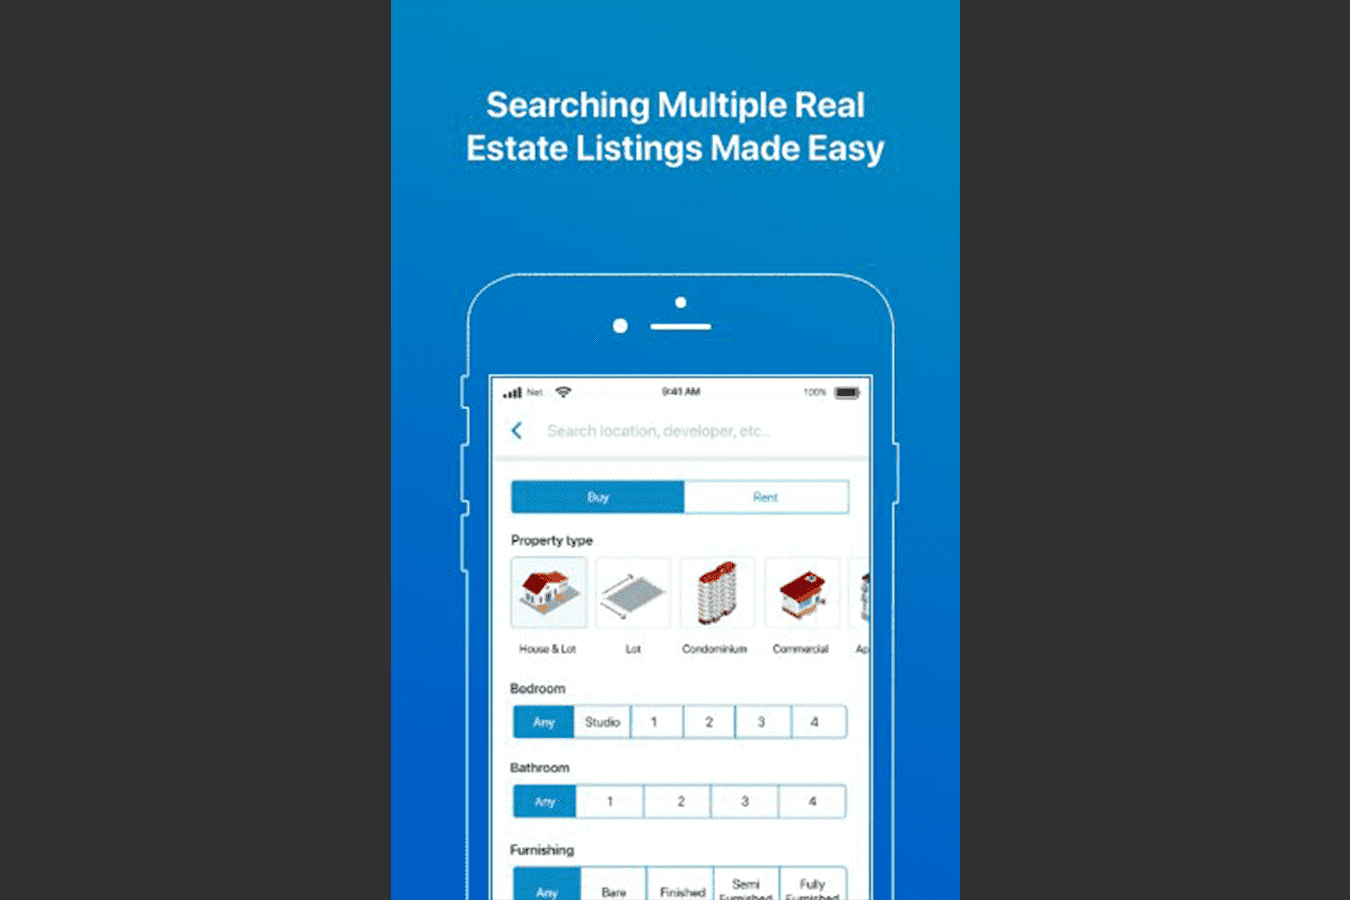 Searching Multiple Real
Estate Listings Made Easy
Net
9:41 AM
100%
Search location, developer, etc..
Buy Rent
Property type
House & Lot Lot Condominium Commercial Ap
Bedroom
Any Studio 1 2 3 4
Bathroom
Any 1 2 3 4
Furnishing
Any Bare Finished Semi Furnished Fully Furnished